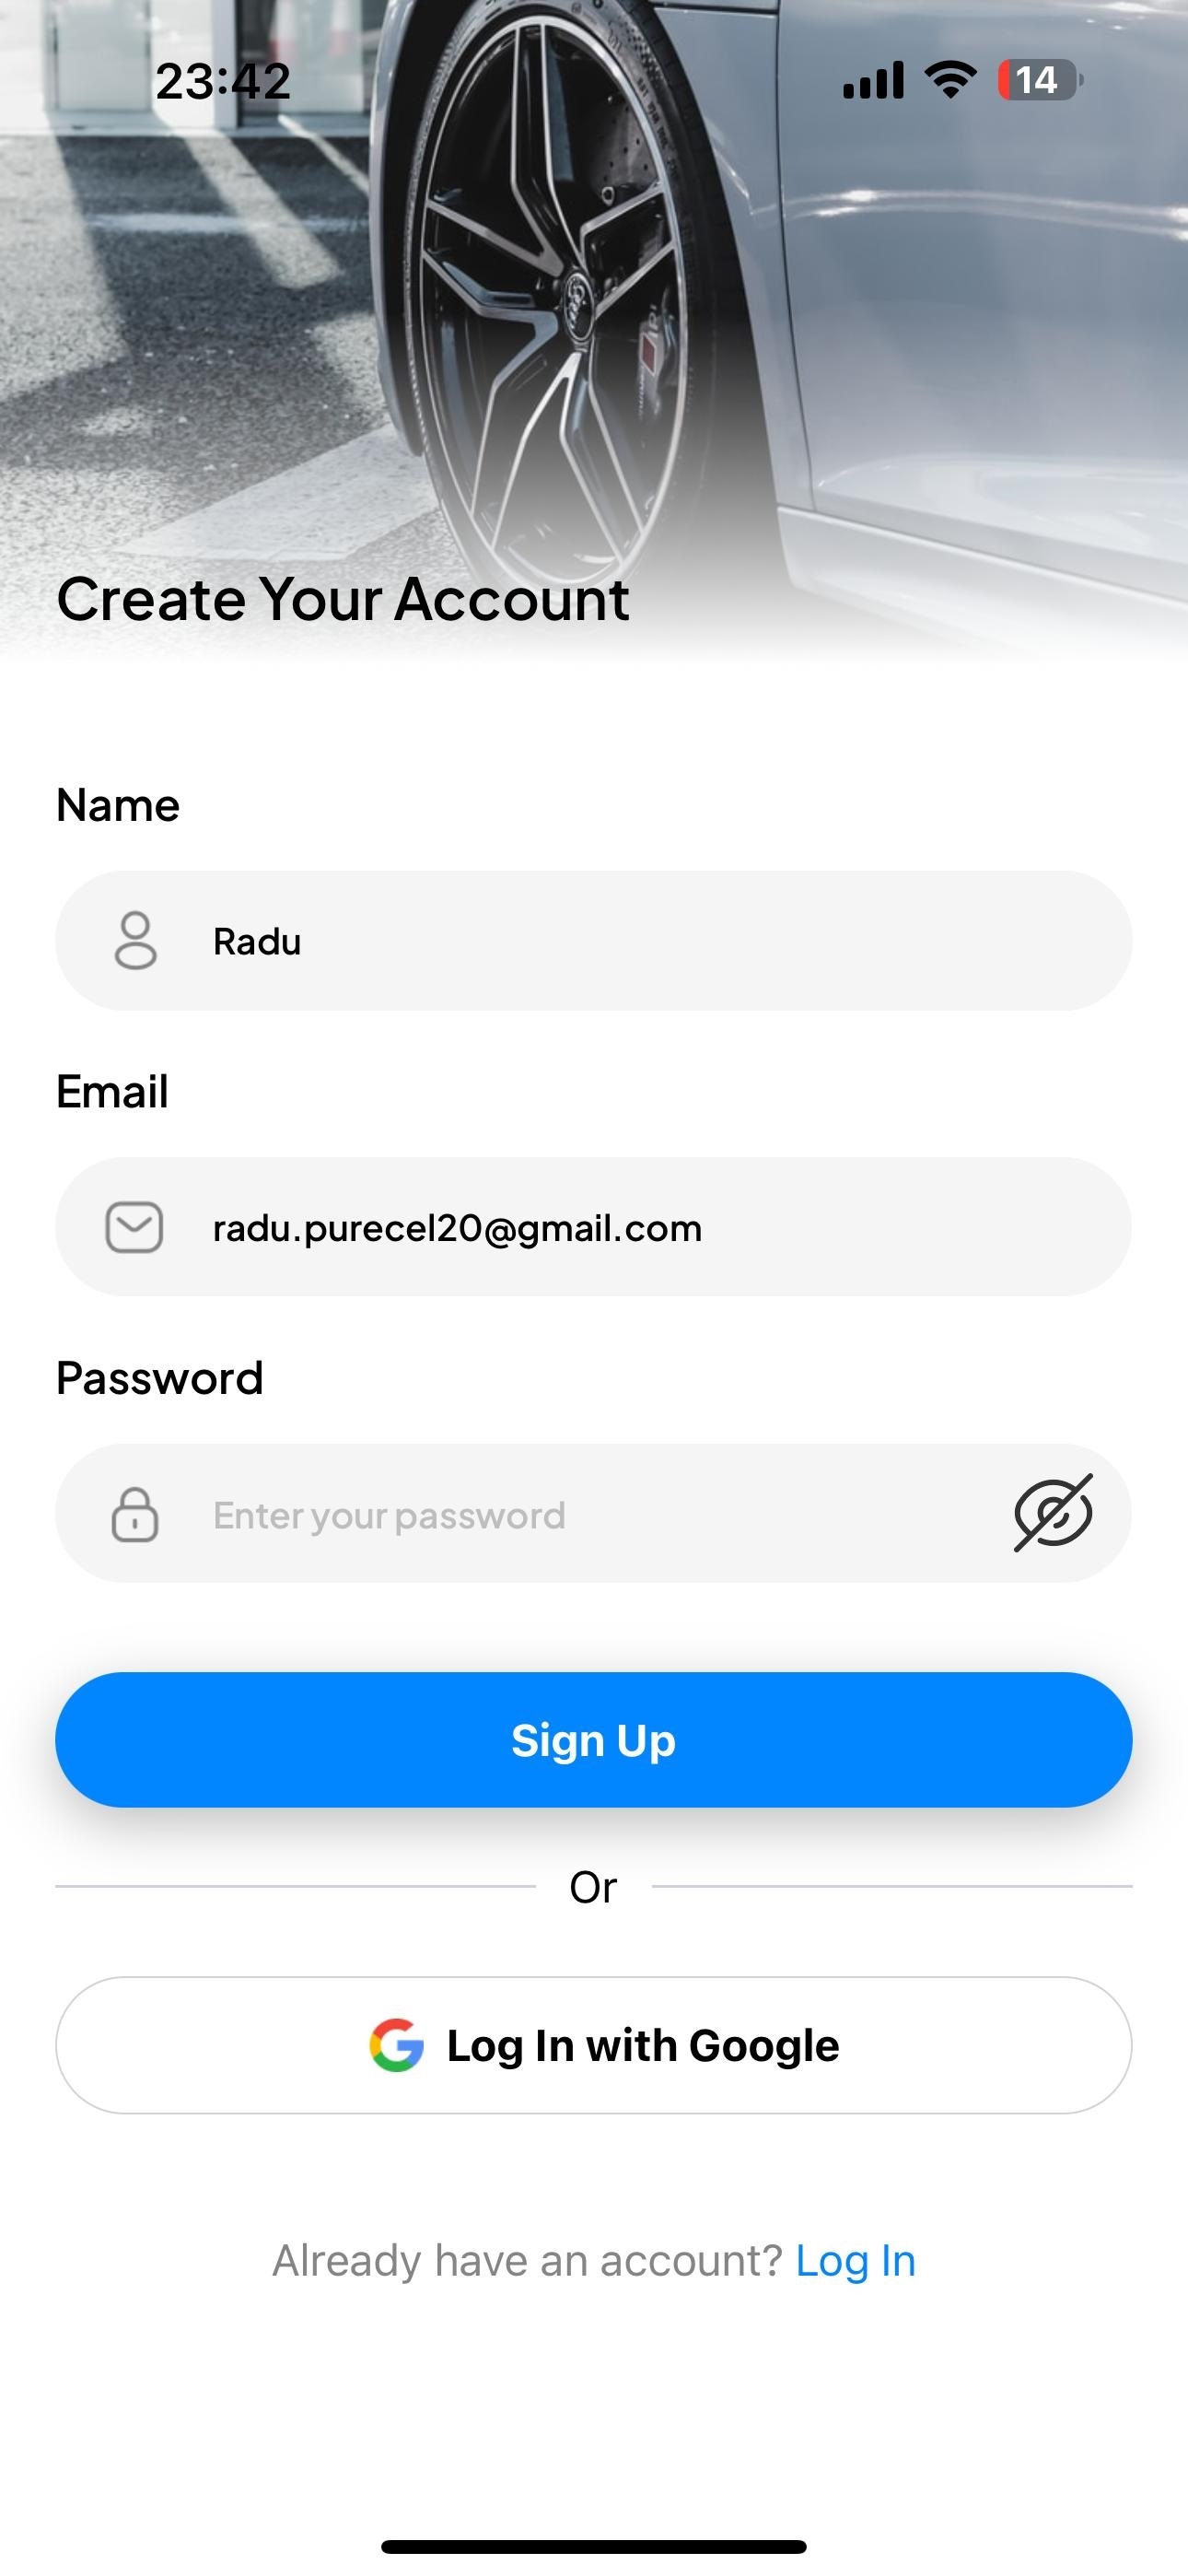 23:42
14
Create Your Account
Name
Radu
Email
radu.purecel20@gmail.com
Password
Enter your password
Sign Up
Or
Log In with Google
Already have an account? Log In